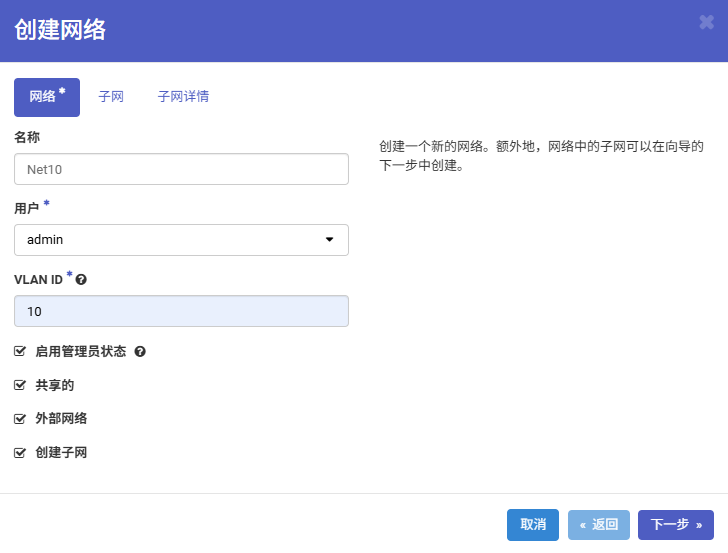 创建网络
网络 *
子网
子网详情
名称
Net10
用户 *
admin
VLAN ID *
10
启用管理员状态
共享的
外部网络
创建子网
创建一个新的网络。额外地，网络中的子网可以在向导的
下一步中创建。
取消
« 返回
下一步 »